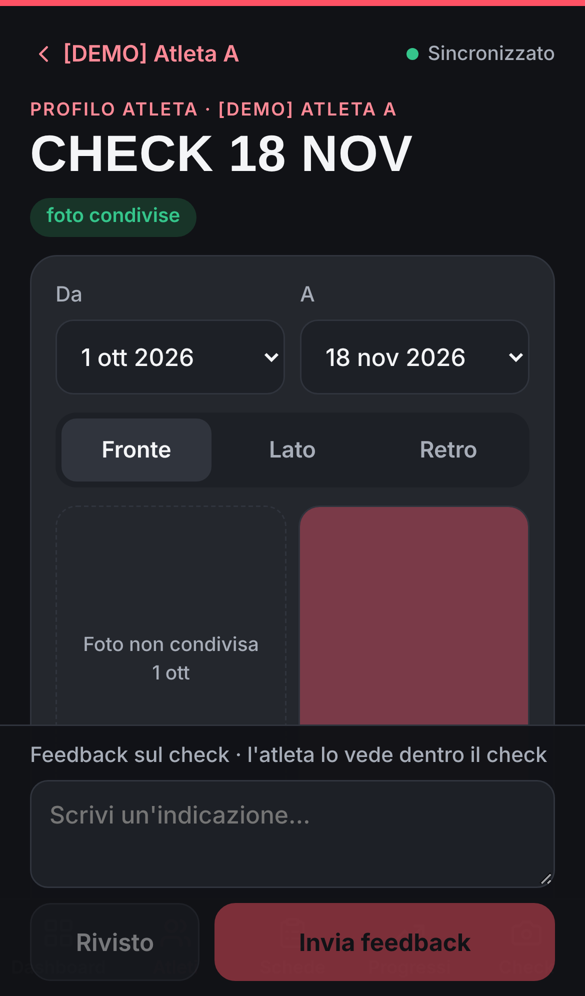 [DEMO] Atleta A
Sincronizzato
PROFILO ATLETA · [DEMO] ATLETA A
CHECK 18 NOV
foto condivise
Da
A
1 ott 2026
18 nov 2026
Fronte
Lato
Retro
Foto non condivisa
1 ott
Feedback sul check · l'atleta lo vede dentro il check
Scrivi un'indicazione...
Rivisto
Invia feedback